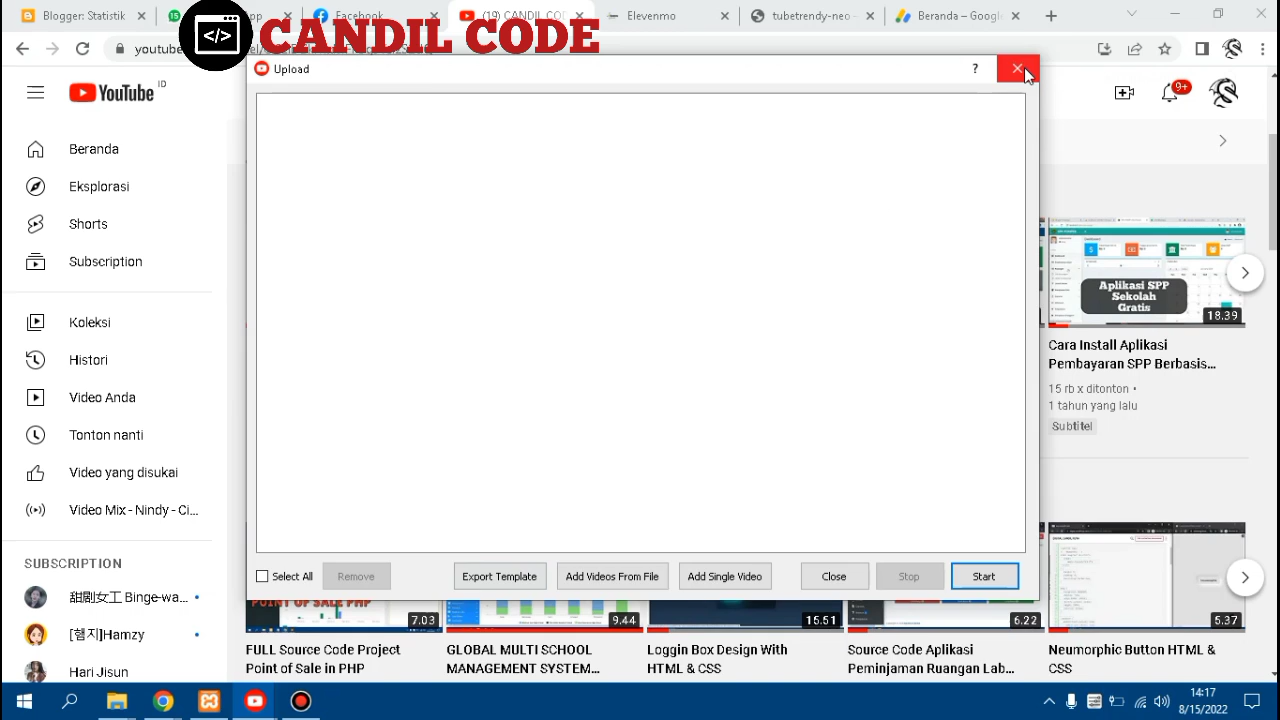 Blogger: Statistik
Facebook
(19) CANDIL CO
Elevenmo
tubetrendy-neo
Beranda – Googl
CANDIL CODE
youtube
Upload
?
YouTube ID
9+
Beranda
Eksplorasi
Shorts
Subscription
Koleksi
Histori
Video Anda
Tonton nanti
Video yang disukai
Video Mix - Nindy - Ci...
SUBSCRIPTION
Binge-wa...
[쉘지]Hamzy
Hari Jisun
Aplikasi SPP
Sekolah
Gratis
18.39
Cara Install Aplikasi
Pembayaran SPP Berbasis...
15 rb x ditonton •
1 tahun yang lalu
Subtitel
Select All
Remove
Export Template
Add Videos From File
Add Single Video
Close
Stop
Start
POINT OF SALE PHP
7.03
9.44
15.51
6.22
5.37
FULL Source Code Project
Point of Sale in PHP
GLOBAL MULTI SCHOOL
MANAGEMENT SYSTEM...
Loggin Box Design With
HTML & CSS
Source Code Aplikasi
Peminjaman Ruangan Lab...
Neumorphic Button HTML &
CSS
14:17
8/15/2022